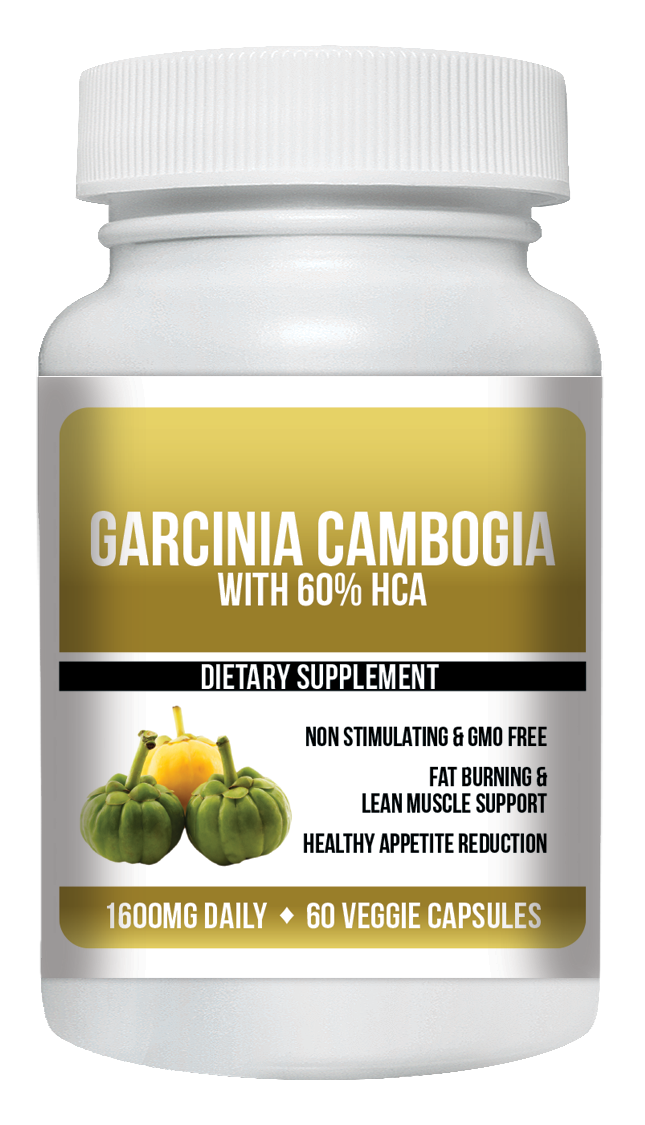 GARCINIA CAMBOGIA
WITH 60% HCA
DIETARY SUPPLEMENT
NON STIMULATING & GMO FREE
FAT BURNING &
LEAN MUSCLE SUPPORT
HEALTHY APPETITE REDUCTION
1600MG DAILY ♦ 60 VEGGIE CAPSULES